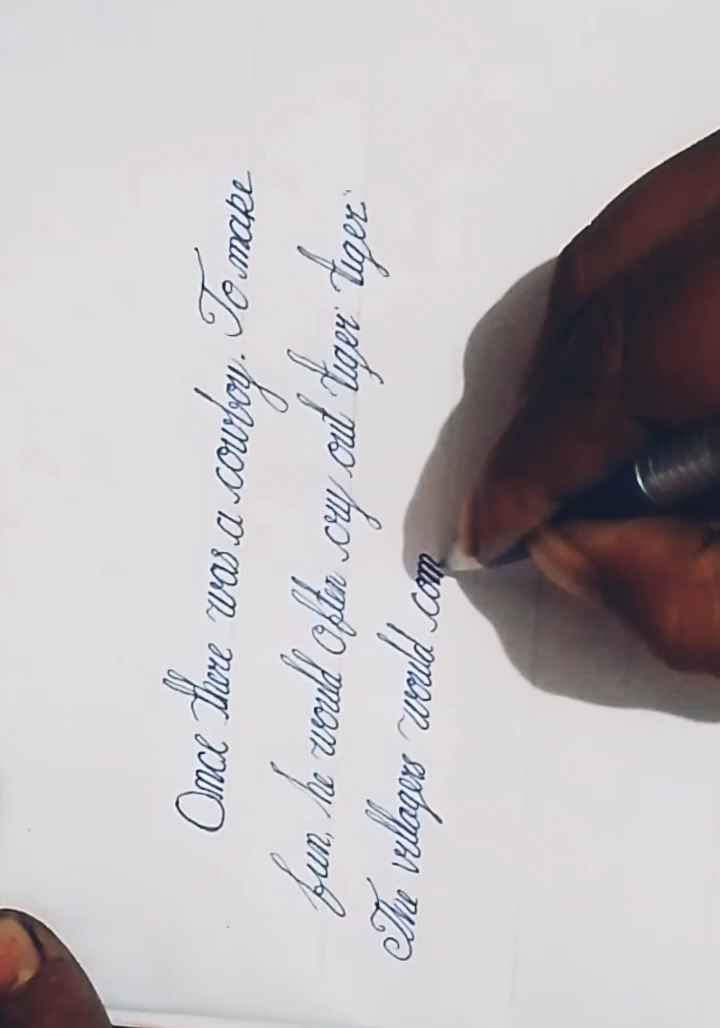 Once there was a cowboy. To make
fun, he would often cry out tiger! tiger!
The villagers would com